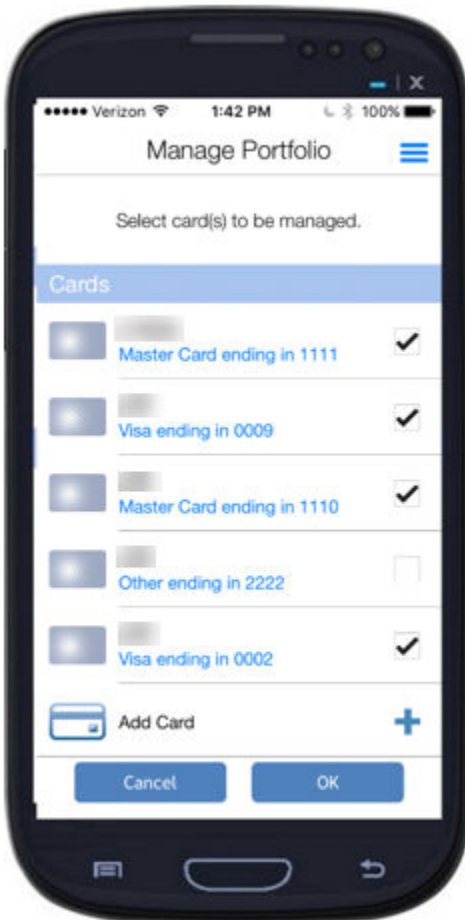 Verizon 1:42 PM 100%
Manage Portfolio
Select card(s) to be managed.
Cards
Master Card ending in 1111
Visa ending in 0009
Master Card ending in 1110
Other ending in 2222
Visa ending in 0002
Add Card
Cancel OK